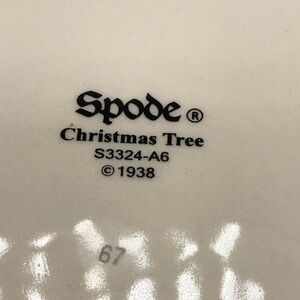 Spode ®
Christmas Tree
S3324-A6
© 1938
67